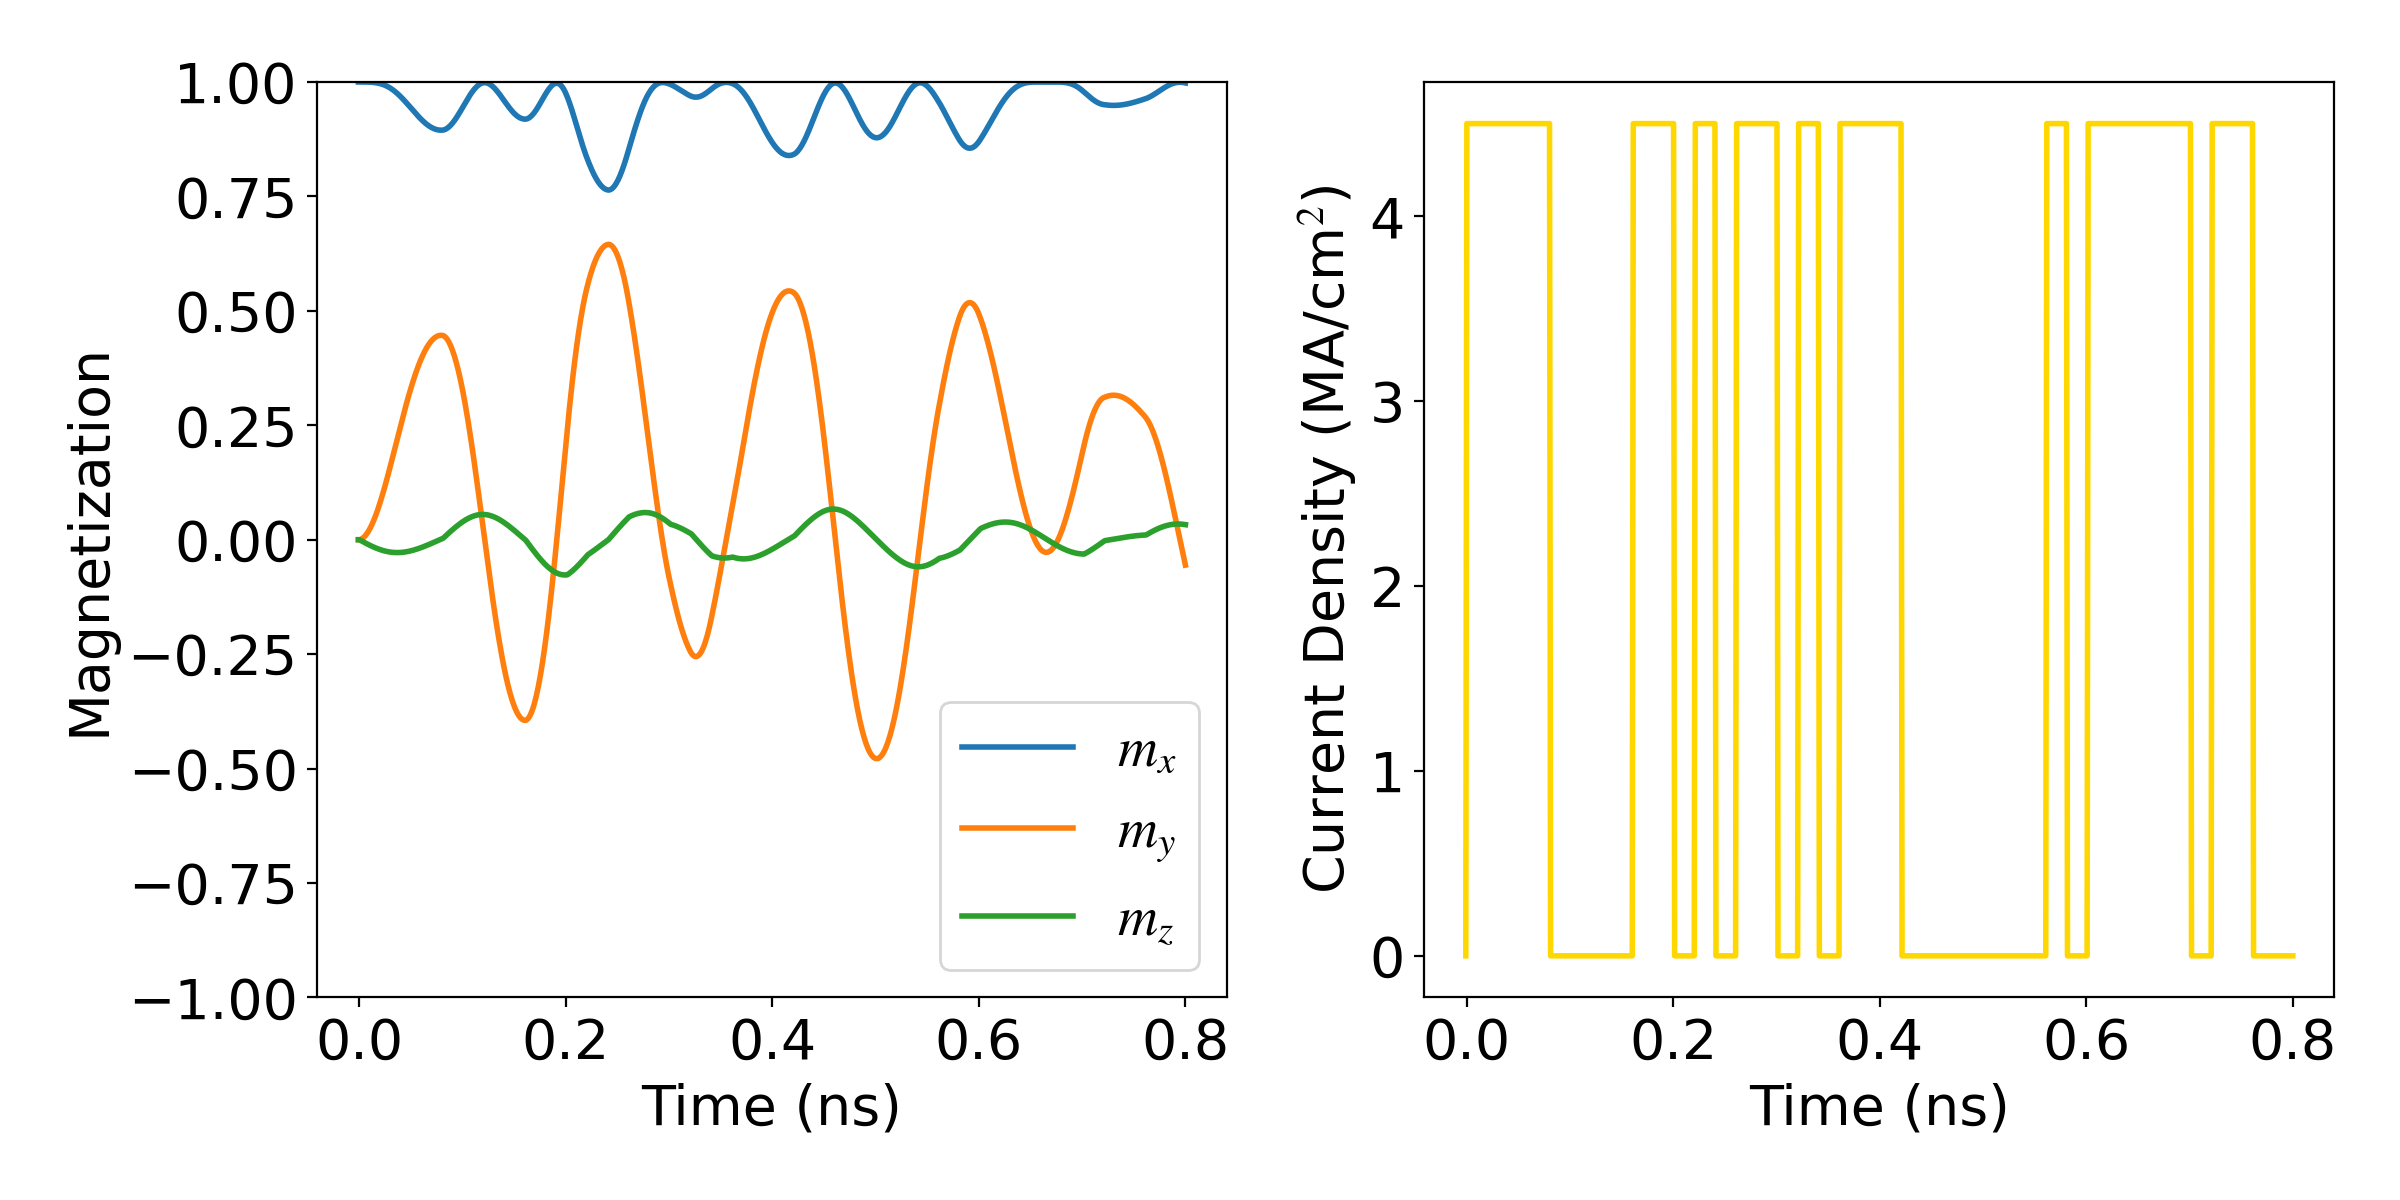 1.00
0.75
0.50
0.25
0.00
−0.25
−0.50
−0.75
−1.00
Magnetization
0.0 0.2 0.4 0.6 0.8
Time (ns)
m_x
m_y
m_z
4
3
2
1
0
Current Density (MA/cm²)
0.0 0.2 0.4 0.6 0.8
Time (ns)